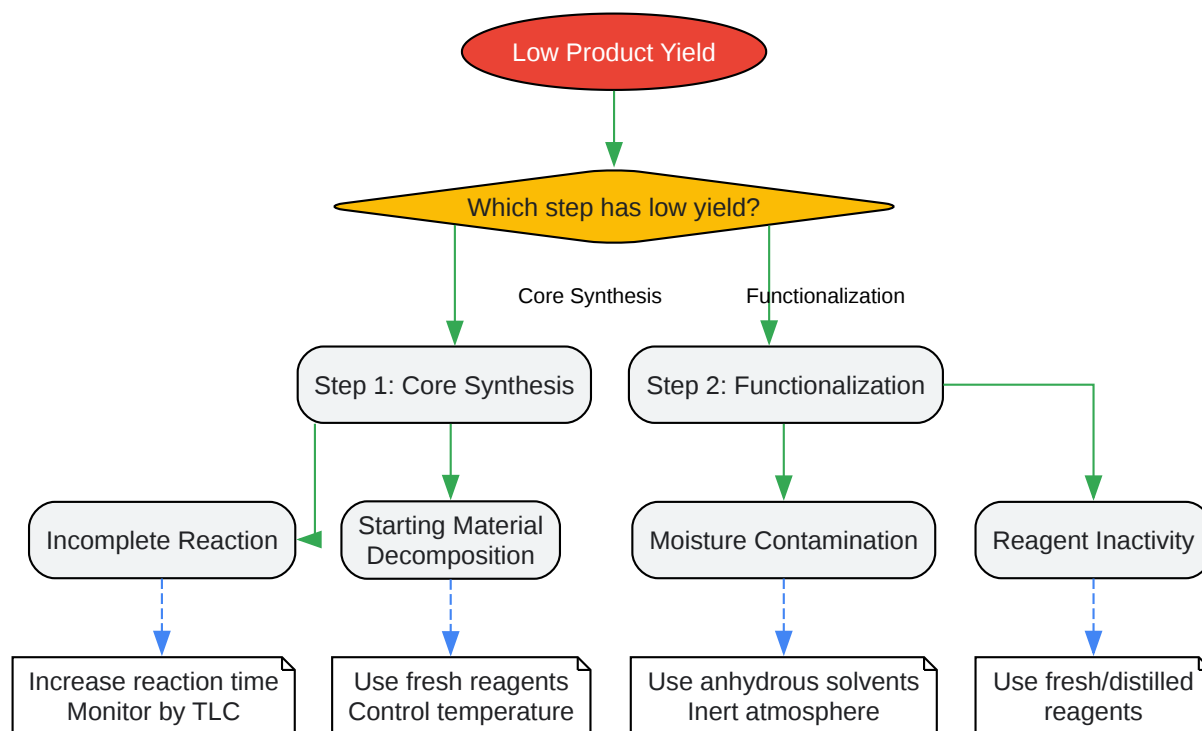 Low Product Yield
Which step has low yield?
Core Synthesis
Functionalization
Step 1: Core Synthesis
Step 2: Functionalization
Incomplete Reaction
Starting Material
Decomposition
Moisture Contamination
Reagent Inactivity
Increase reaction time
Monitor by TLC
Use fresh reagents
Control temperature
Use anhydrous solvents
Inert atmosphere
Use fresh/distilled
reagents